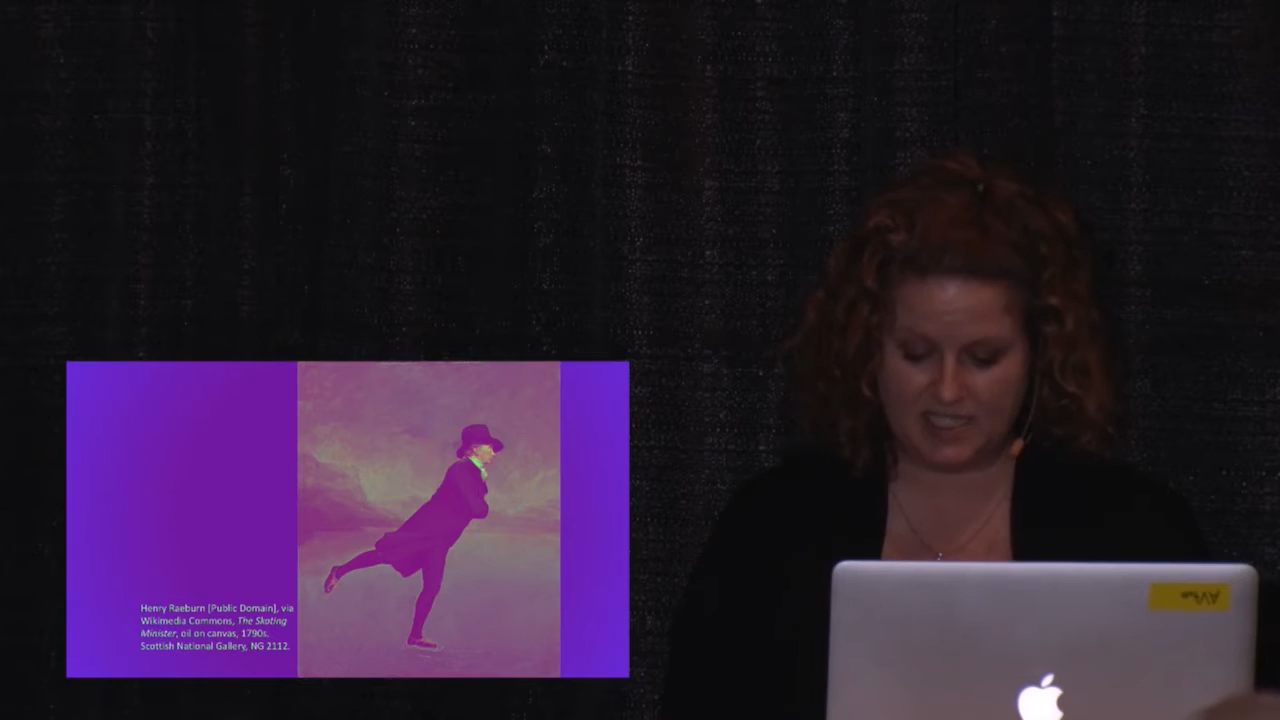 Henry Raeburn [Public Domain], via
Wikimedia Commons, The Skating
Minister, oil on canvas, 1790s.
Scottish National Gallery, NG 2112.